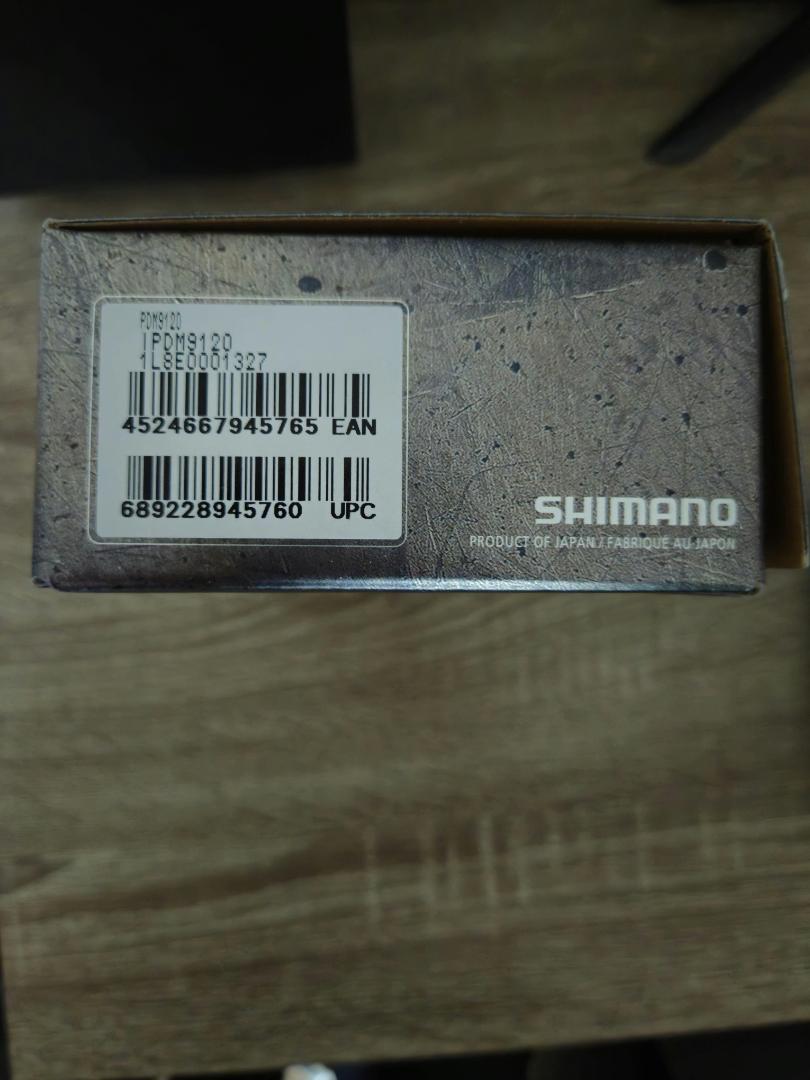 PDM9120
IPDM9120
1L8E0001327
4524667945765 EAN
689228945760 UPC
SHIMANO
PRODUCT OF JAPAN / FABRIQUE AU JAPON